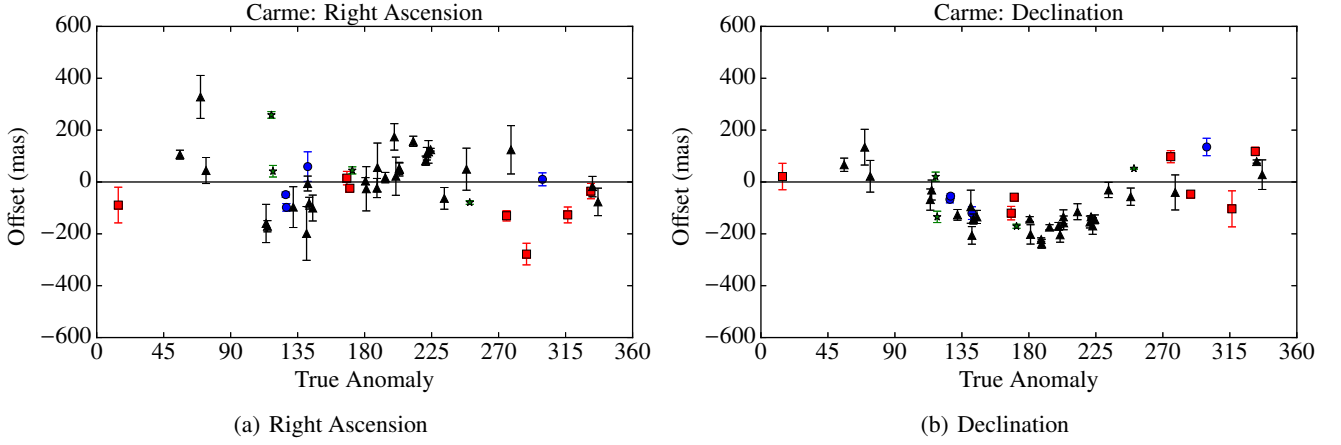 Carme: Right Ascension
600
400
200
0
−200
−400
−600
Offset (mas)
0 45 90 135 180 225 270 315 360
True Anomaly
(a) Right Ascension
Carme: Declination
600
400
200
0
−200
−400
−600
Offset (mas)
0 45 90 135 180 225 270 315 360
True Anomaly
(b) Declination